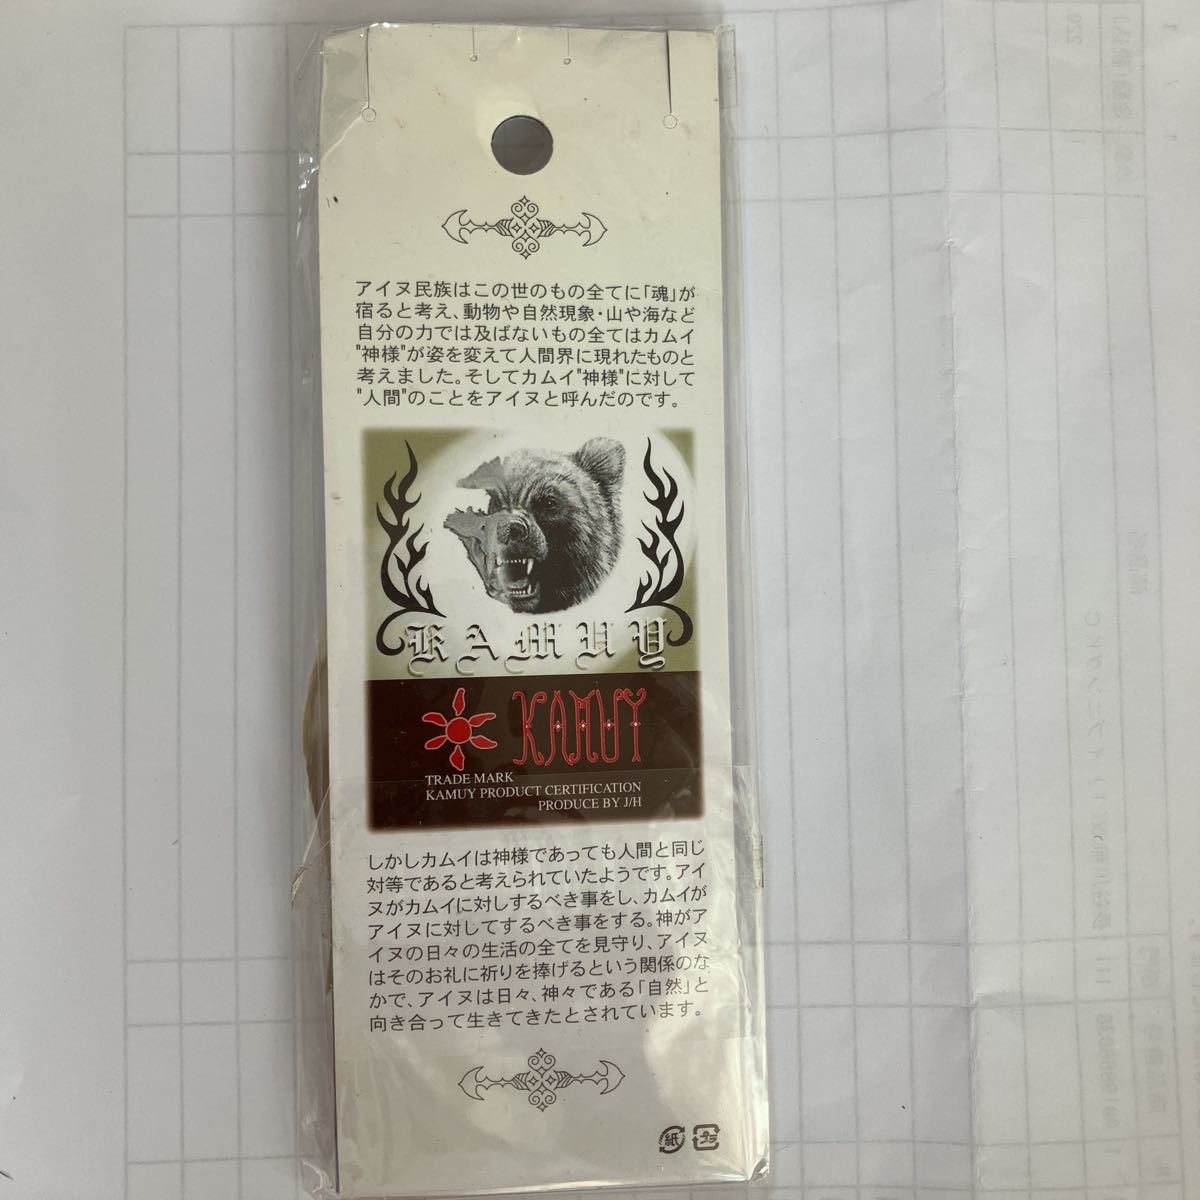 アイヌ民族はこの世のもの全てに「魂」が
宿ると考え、動物や自然現象・山や海など
自分の力では及ばないもの全てはカムイ
"神様"が姿を変えて人間界に現れたものと
考えました。そしてカムイ"神様"に対して
"人間"のことをアイヌと呼んだのです。
KAMUY
KAMUY
TRADE MARK
KAMUY PRODUCT CERTIFICATION
PRODUCE BY J/H
しかしカムイは神様であっても人間と同じ
対等であると考えられていたようです。アイ
ヌがカムイに対しするべき事をし、カムイが
アイヌに対してするべき事をする。神がア
イヌの日々の生活の全てを見守り、アイヌ
はそのお礼に祈りを捧げるという関係のな
かで、アイヌは日々、神々である「自然」と
向き合って生きてきたとされています。
紙 プラ